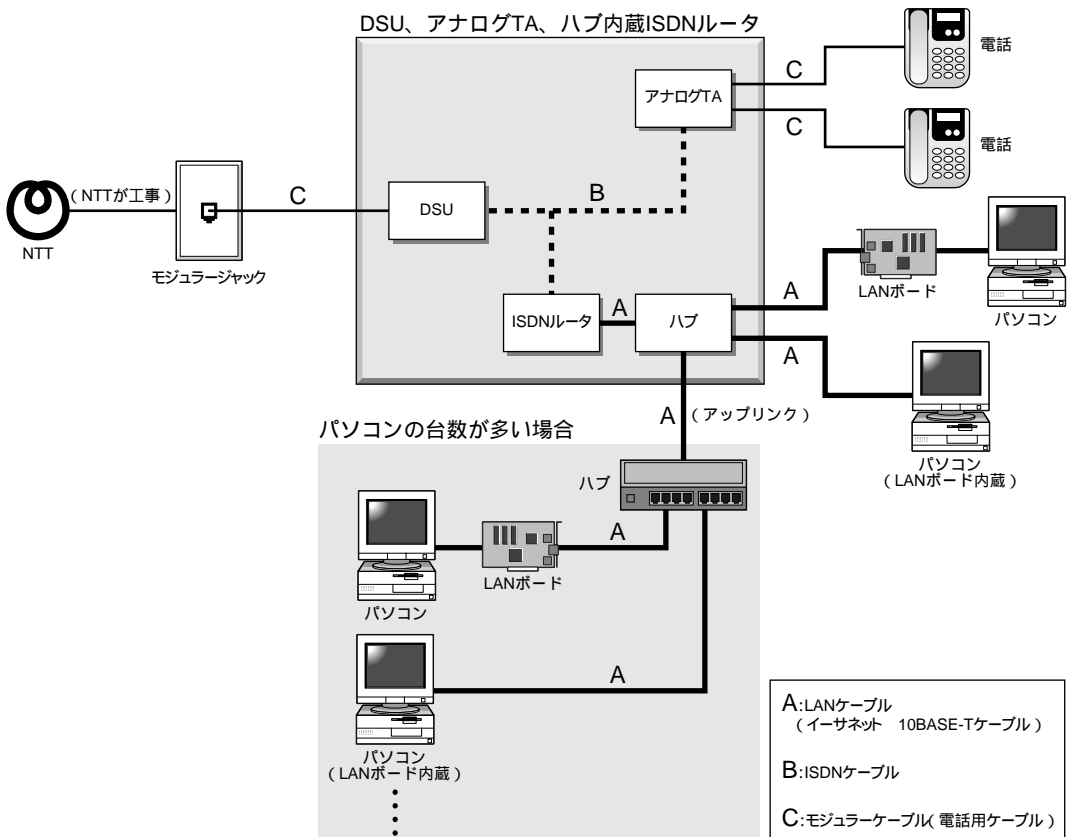 DSU、アナログTA、ハブ内蔵ISDNルータ
電話
C
アナログTA
C
電話
(NTTが工事)
C
DSU
B
NTT
モジュラージャック
LANボード
A
パソコン
ISDNルータ
A
ハブ
A
A
(アップリンク)
パソコン
(LANボード内蔵)
パソコンの台数が多い場合
ハブ
A
LANボード
パソコン
A
パソコン
(LANボード内蔵)
A:LANケーブル
(イーサネット 10BASE-Tケーブル)
B:ISDNケーブル
C:モジュラーケーブル(電話用ケーブル)